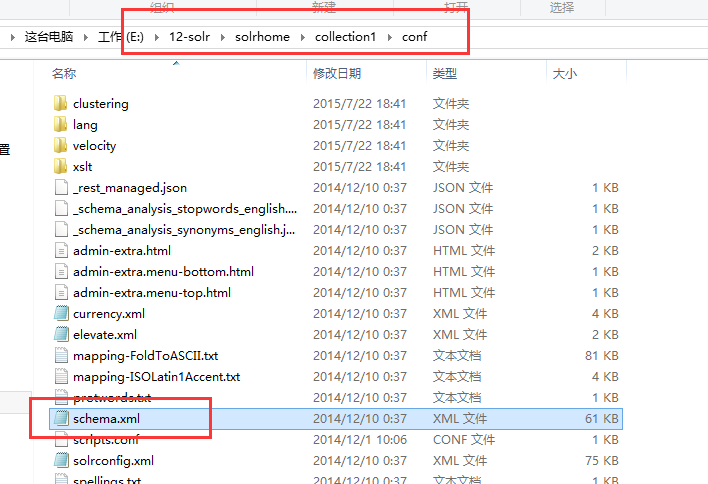 组织 新建 打开 选择
这台电脑 工作 (E:) 12-solr solrhome collection1 conf
名称 修改日期 类型 大小
clustering 2015/7/22 18:41 文件夹
lang 2015/7/22 18:41 文件夹
velocity 2015/7/22 18:41 文件夹
置
xslt 2015/7/22 18:41 文件夹
_rest_managed.json 2014/12/10 0:37 JSON 文件 1 KB
_schema_analysis_stopwords_english.... 2014/12/10 0:37 JSON 文件 1 KB
_schema_analysis_synonyms_english.j... 2014/12/10 0:37 JSON 文件 1 KB
admin-extra.html 2014/12/10 0:37 HTML 文件 2 KB
admin-extra.menu-bottom.html 2014/12/10 0:37 HTML 文件 1 KB
admin-extra.menu-top.html 2014/12/10 0:37 HTML 文件 1 KB
currency.xml 2014/12/10 0:37 XML 文件 4 KB
elevate.xml 2014/12/10 0:37 XML 文件 2 KB
mapping-FoldToASCII.txt 2014/12/10 0:37 文本文档 81 KB
mapping-ISOLatin1Accent.txt 2014/12/10 0:37 文本文档 4 KB
protwords.txt 2014/12/10 0:37 文本文档 1 KB
schema.xml 2014/12/10 0:37 XML 文件 61 KB
scripts.conf 2014/12/1 10:06 CONF 文件 1 KB
solrconfig.xml 2014/12/10 0:37 XML 文件 75 KB
spellings.txt 2014/12/10 0:37 文本文档 1 KB